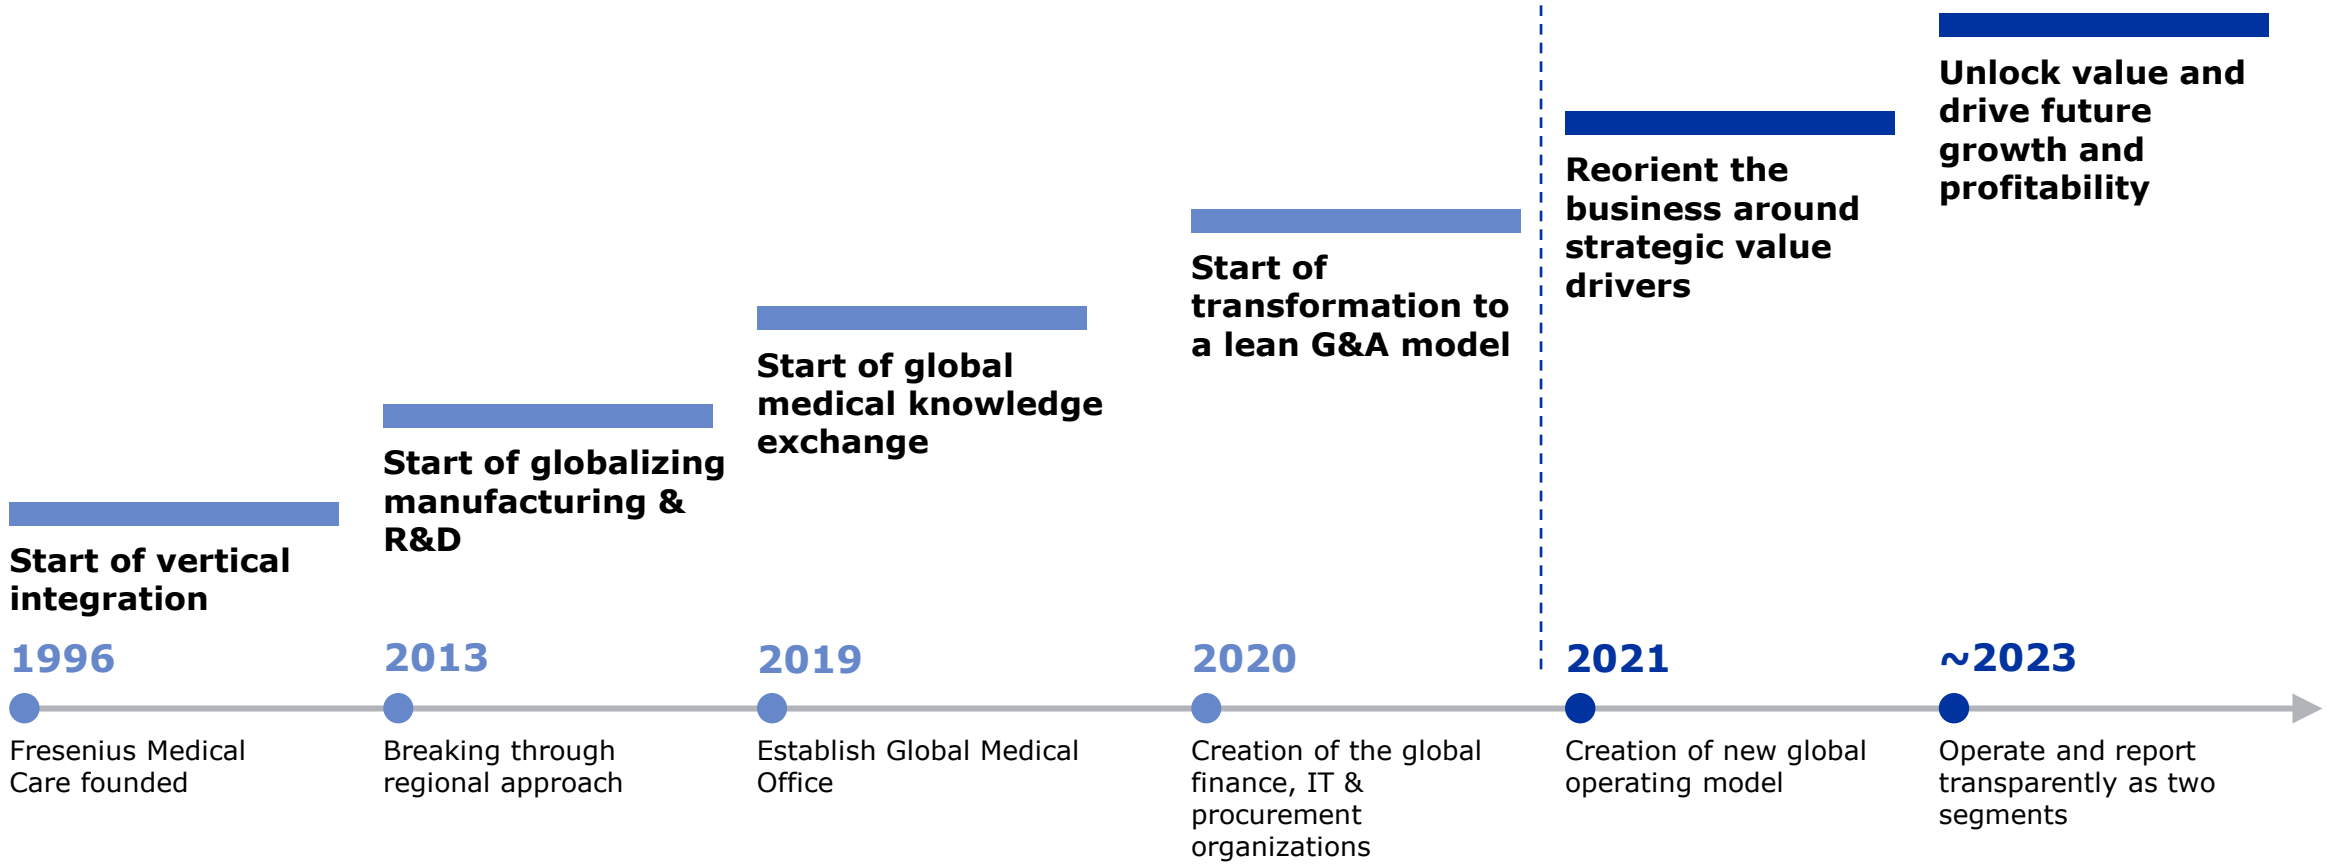 Unlock value and
drive future
growth and
profitability
Reorient the
business around
strategic value
drivers
Start of
transformation to
a lean G&A model
Start of global
medical knowledge
exchange
Start of globalizing
manufacturing &
R&D
Start of vertical
integration
1996
2013
2019
2020
2021
~2023
Fresenius Medical
Care founded
Breaking through
regional approach
Establish Global Medical
Office
Creation of the global
finance, IT &
procurement
organizations
Creation of new global
operating model
Operate and report
transparently as two
segments